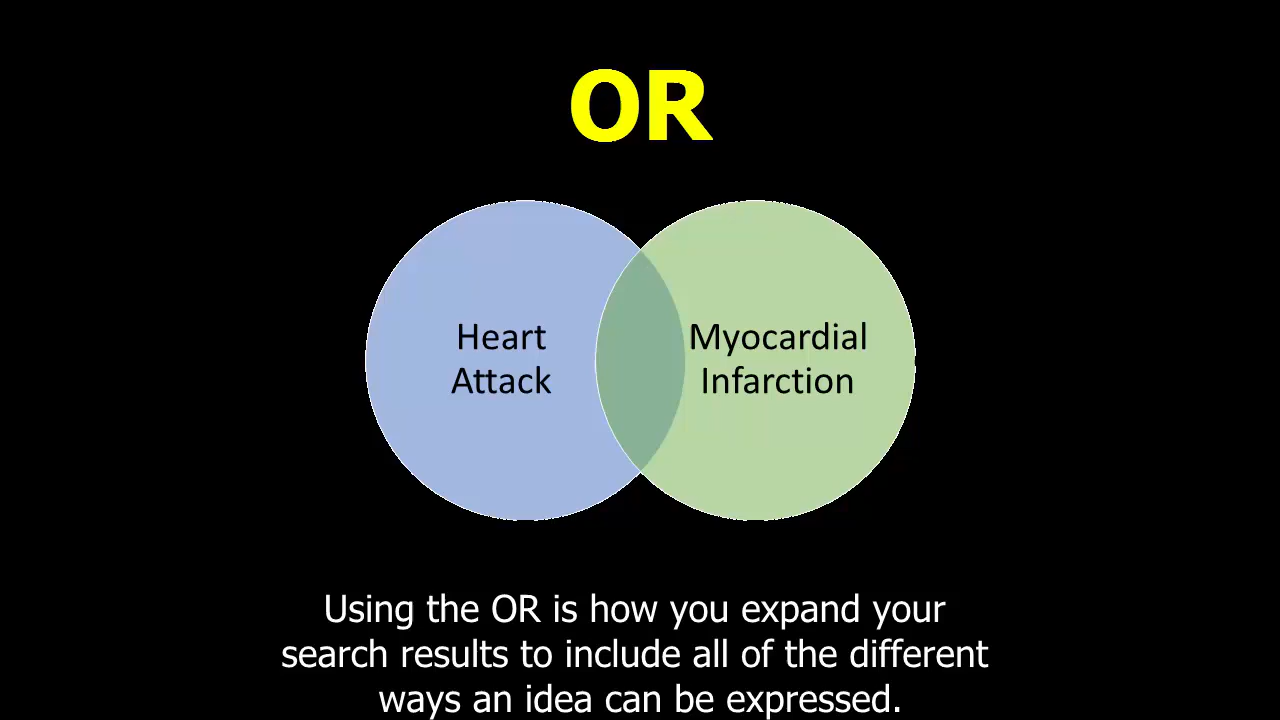 OR
Heart
Attack
Myocardial
Infarction
Using the OR is how you expand your
search results to include all of the different
ways an idea can be expressed.